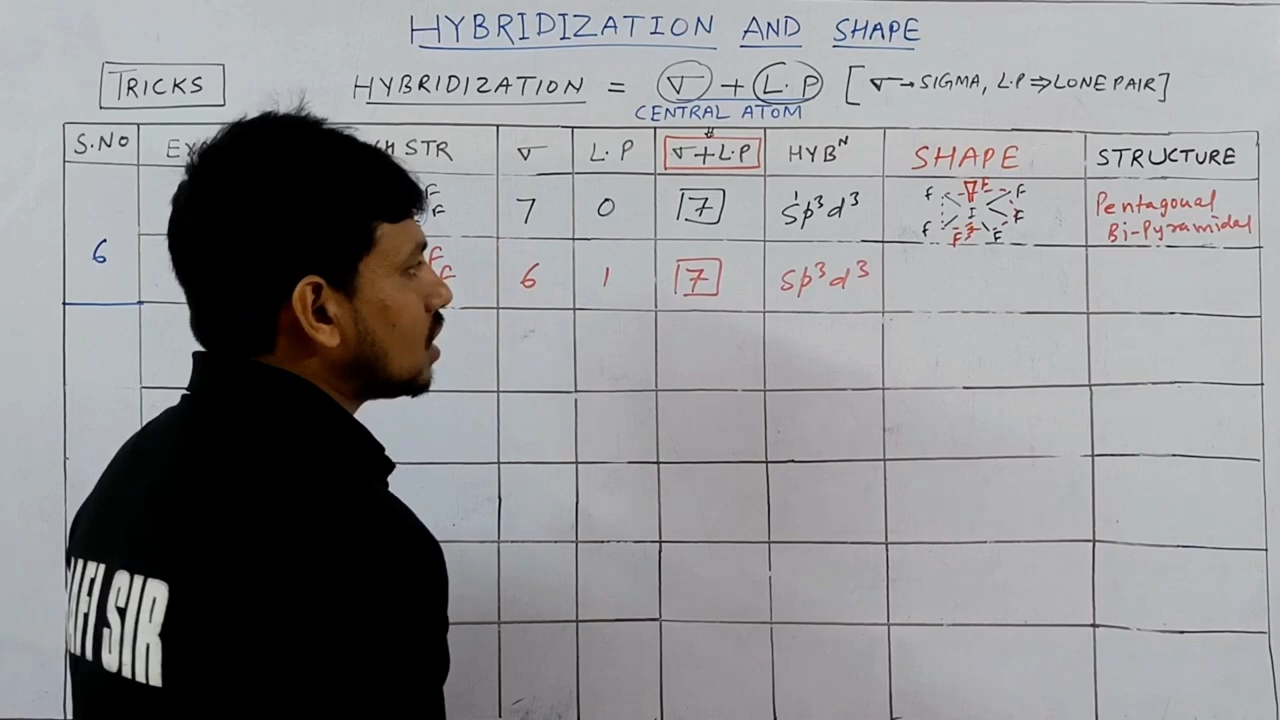 HYBRIDIZATION AND SHAPE
TRICKS
HYBRIDIZATION = σ + L.P [σ → SIGMA, L.P ⇒ LONE PAIR]
CENTRAL ATOM
S.NO STR σ L.P σ+L.P HYBᴺ SHAPE STRUCTURE
6
F F 7 0 7 sp³d³ F F F I F F F F F Pentagonal
Bi-Pyramidal
F F 6 1 7 sp³d³
SIR